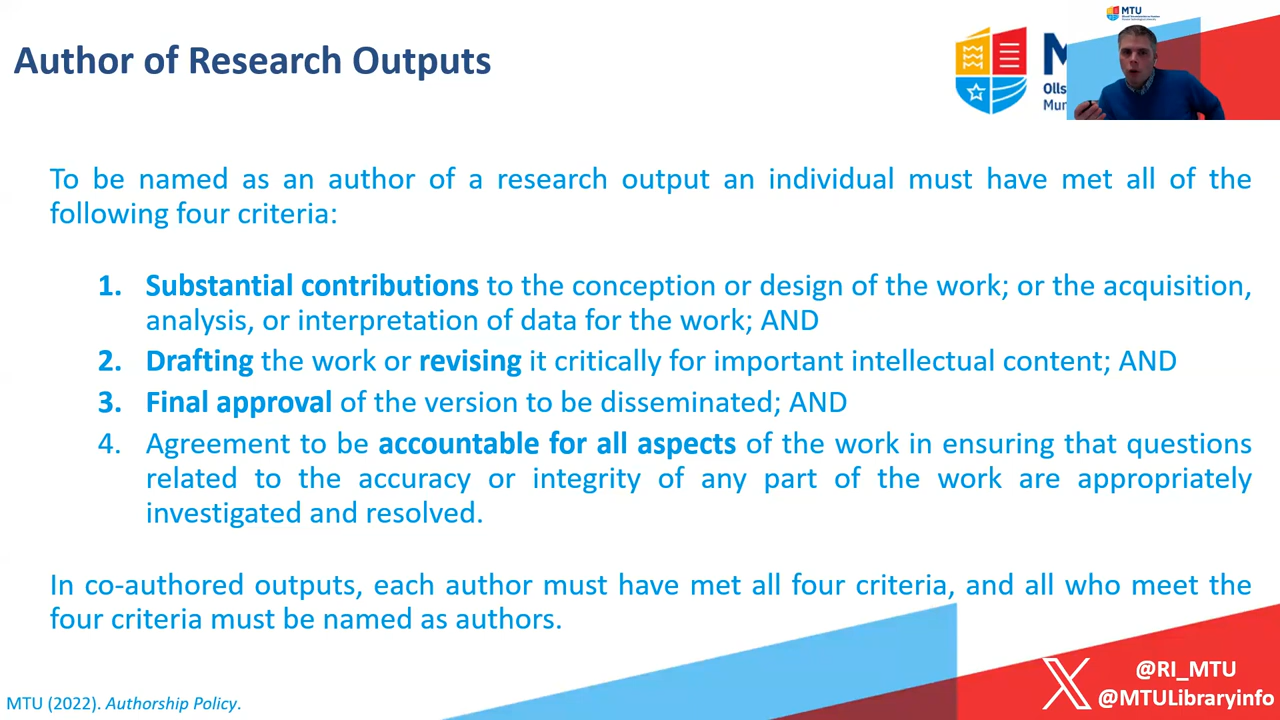 MTU
Author of Research Outputs
M
Olls
Mun
To be named as an author of a research output an individual must have met all of the
following four criteria:
1. Substantial contributions to the conception or design of the work; or the acquisition,
analysis, or interpretation of data for the work; AND
2. Drafting the work or revising it critically for important intellectual content; AND
3. Final approval of the version to be disseminated; AND
4. Agreement to be accountable for all aspects of the work in ensuring that questions
related to the accuracy or integrity of any part of the work are appropriately
investigated and resolved.
In co-authored outputs, each author must have met all four criteria, and all who meet the
four criteria must be named as authors.
@RI_MTU
@MTULibraryinfo
MTU (2022). Authorship Policy.